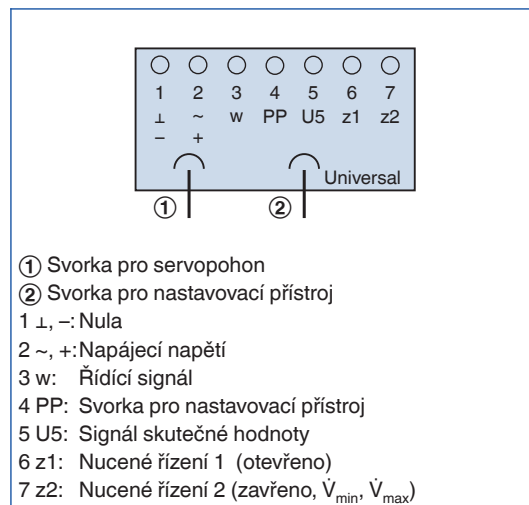 1 2 3 4 5 6 7
⊥ ~ w PP U5 z1 z2
– +
Universal
① ②
① Svorka pro servopohon
② Svorka pro nastavovací přístroj
1 ⊥, –: Nula
2 ~, +: Napájecí napětí
3 w: Řídící signál
4 PP: Svorka pro nastavovací přístroj
5 U5: Signál skutečné hodnoty
6 z1: Nucené řízení 1 (otevřeno)
7 z2: Nucené řízení 2 (zavřeno, V̇min, V̇max)